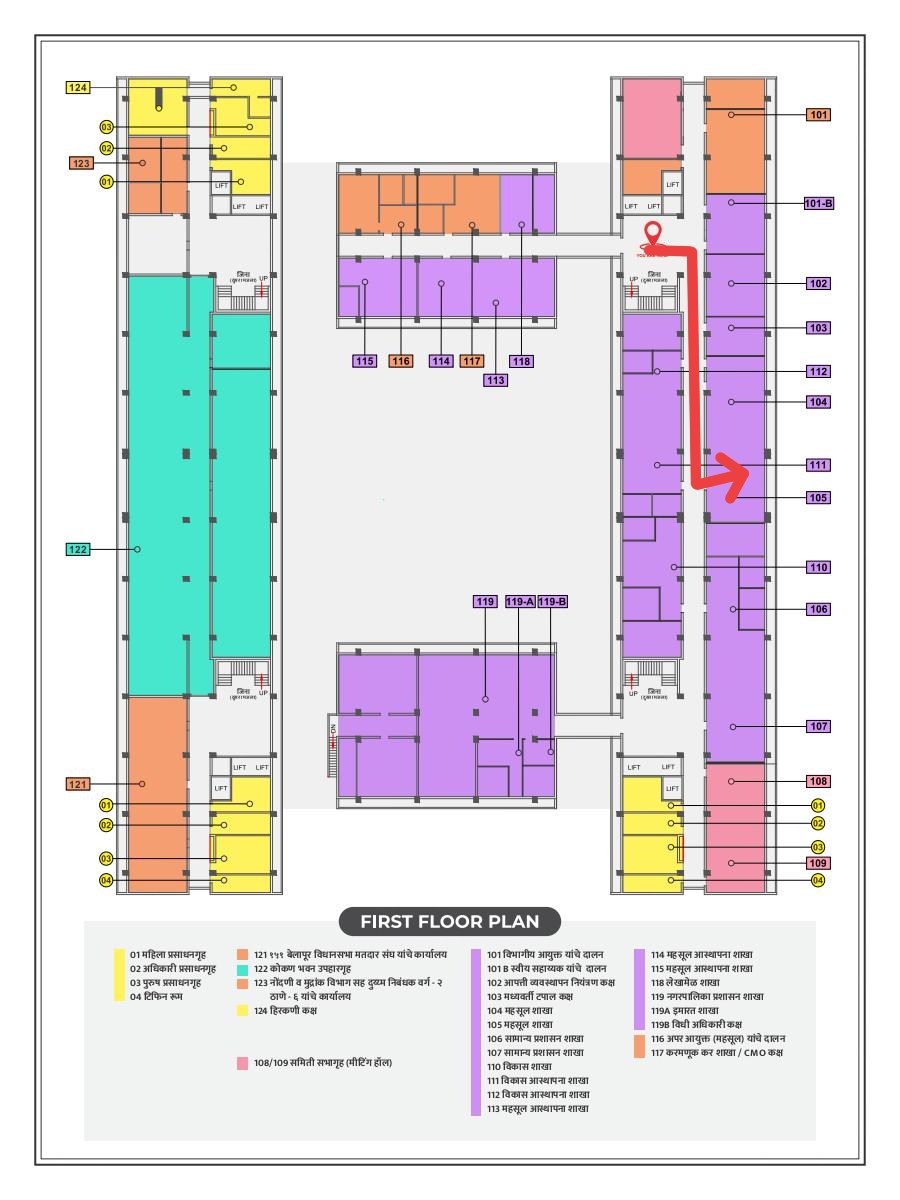 124
03
02
123
01
LIFT
LIFT
LIFT
जिना
UP
122
121
LIFT
LIFT
LIFT
01
02
03
04
जिना
UP
115
116
114
117
118
113
119
119-A
119-B
DN
LIFT
LIFT
LIFT
UP
जिना
101
101-B
102
103
112
104
111
105
110
106
107
108
01
02
03
109
04
UP
जिना
LIFT
LIFT
LIFT
FIRST FLOOR PLAN
01 महिला प्रसाधनगृह
02 अधिकारी प्रसाधनगृह
03 पुरुष प्रसाधनगृह
04 टिफिन रूम
121 १५१ बेलापूर विधानसभा मतदार संघ यांचे कार्यालय
122 कोकण भवन उपहारगृह
123 नोंदणी व मुद्रांक विभाग सह दुय्यम निबंधक वर्ग - २
ठाणे - ६ यांचे कार्यालय
124 हिरकणी कक्ष
108/109 समिती सभागृह (मीटिंग हॉल)
101 विभागीय आयुक्त यांचे दालन
101 B स्वीय सहाय्यक यांचे दालन
102 आपत्ती व्यवस्थापन नियंत्रण कक्ष
103 मध्यवर्ती टपाल कक्ष
104 महसूल शाखा
105 महसूल शाखा
106 सामान्य प्रशासन शाखा
107 सामान्य प्रशासन शाखा
110 विकास शाखा
111 विकास आस्थापना शाखा
112 विकास आस्थापना शाखा
113 महसूल आस्थापना शाखा
114 महसूल आस्थापना शाखा
115 महसूल आस्थापना शाखा
118 लेखामेळ शाखा
119 नगरपालिका प्रशासन शाखा
119A इमारत शाखा
119B विधी अधिकारी कक्ष
116 अपर आयुक्त (महसूल) यांचे दालन
117 करमणूक कर शाखा / CMO कक्ष